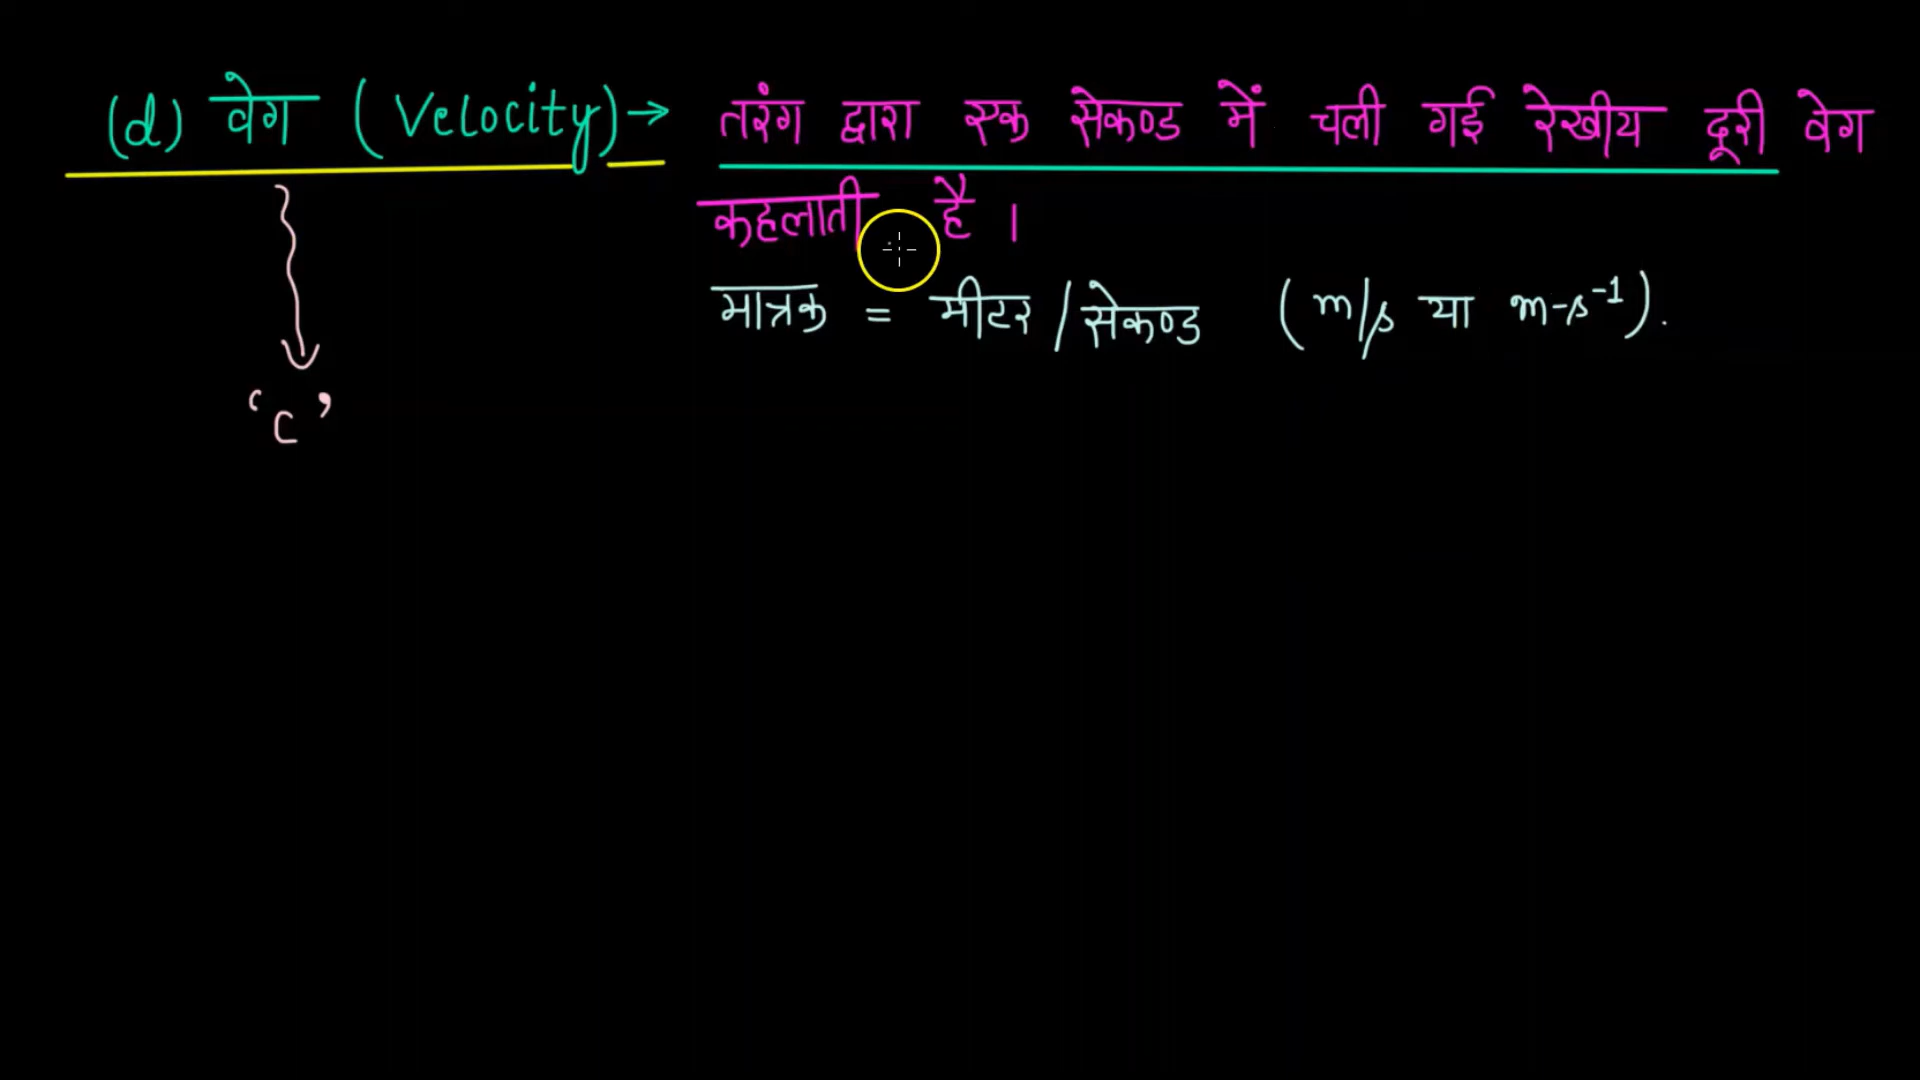 (d) वेग (Velocity)→ तरंग द्वारा एक सेकण्ड में चली गई रेखीय दूरी वेग
कहलाती है ।
मात्रक = मीटर/सेकण्ड (m/s या m-s⁻¹).
‘c’